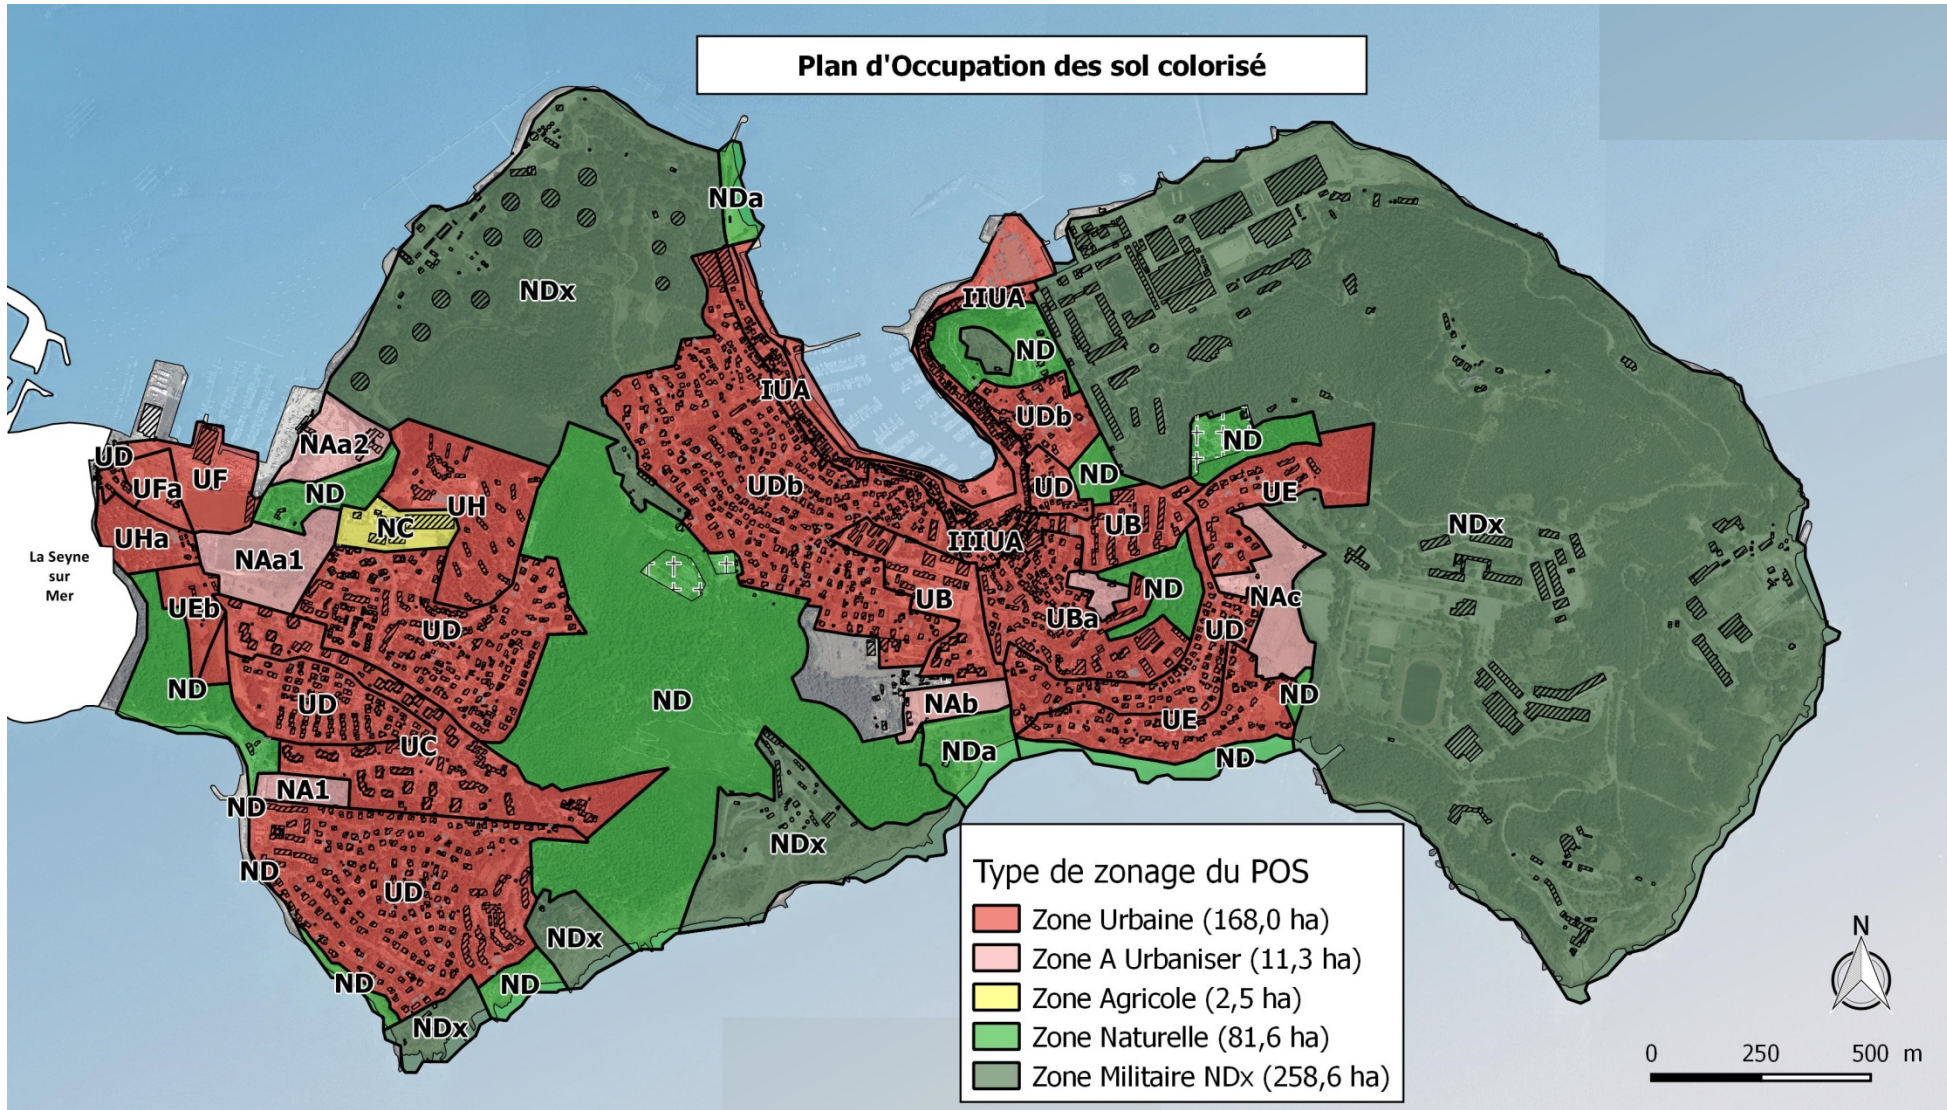 Plan d'Occupation des sol colorisé
NDa
NDx
IIUA
ND
IUA
UDb
NAa2
ND
UD
UF
UFa
ND
UDb
ND
UD
UE
UH
NC
UB
NDx
UHa
IIIUA
NAa1
La Seyne
sur
Mer
ND
NAc
UEb
UB
UBa
UD
UD
ND
ND
ND
UD
NAb
UE
UC
NDa
ND
NA1
ND
NDx
ND
UD
NDx
ND
ND
NDx
Type de zonage du POS
Zone Urbaine (168,0 ha)
Zone A Urbaniser (11,3 ha)
Zone Agricole (2,5 ha)
Zone Naturelle (81,6 ha)
Zone Militaire NDx (258,6 ha)
N
0 250 500 m